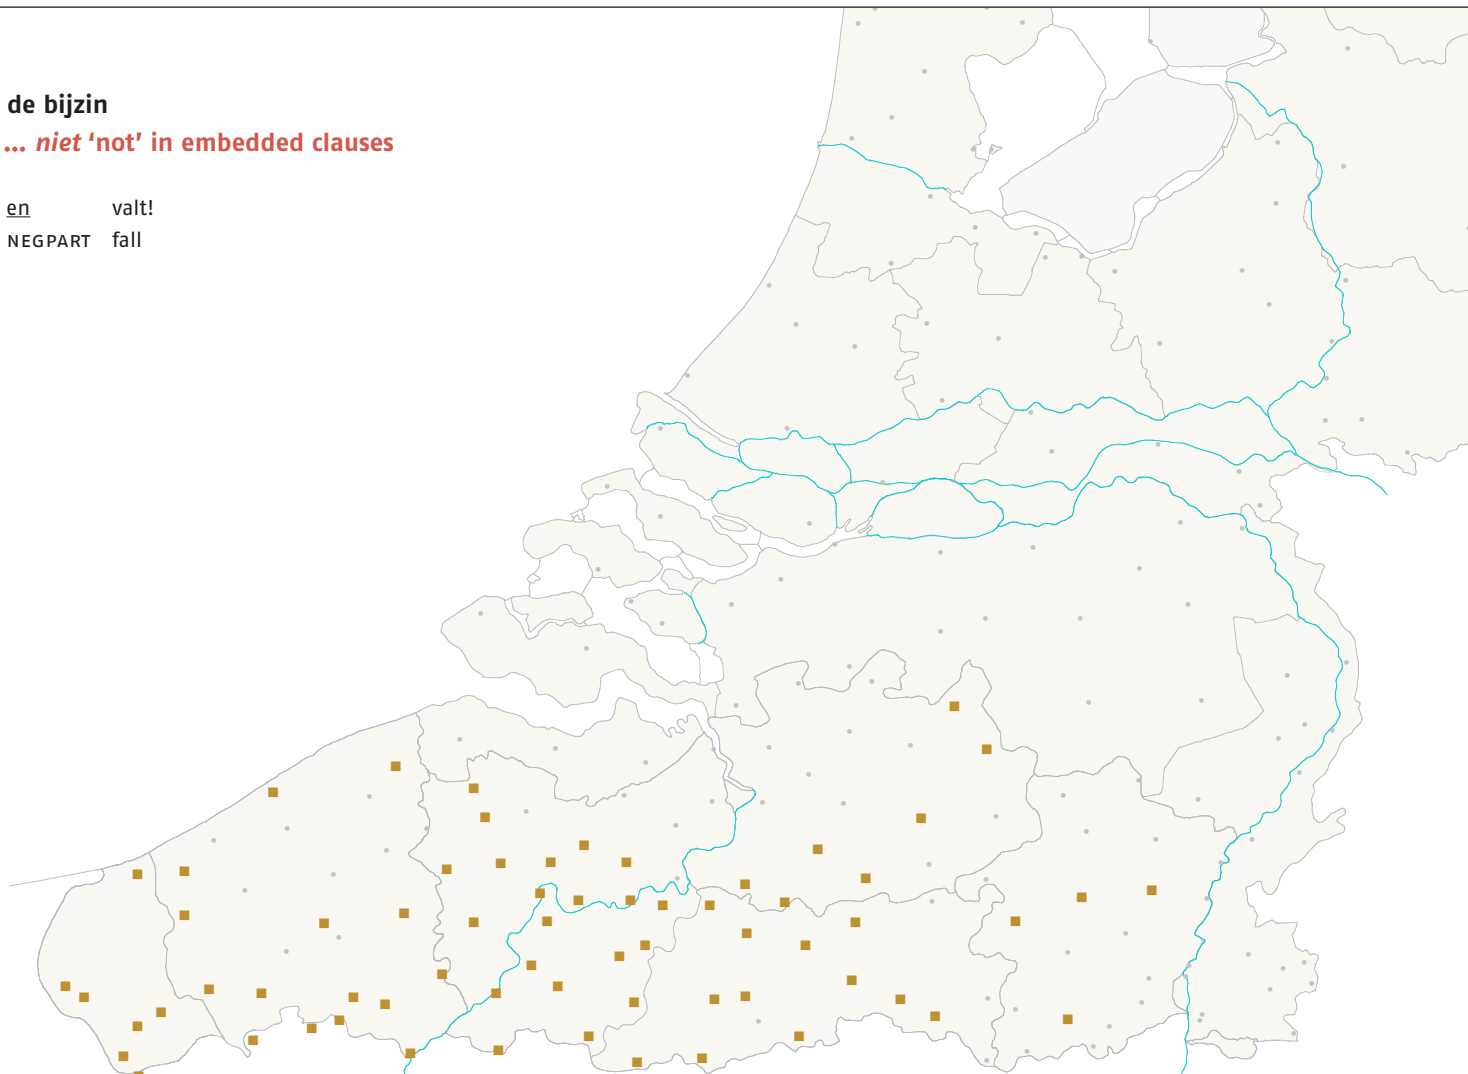 de bijzin
... niet ‘not’ in embedded clauses
en valt!
NEGPART fall